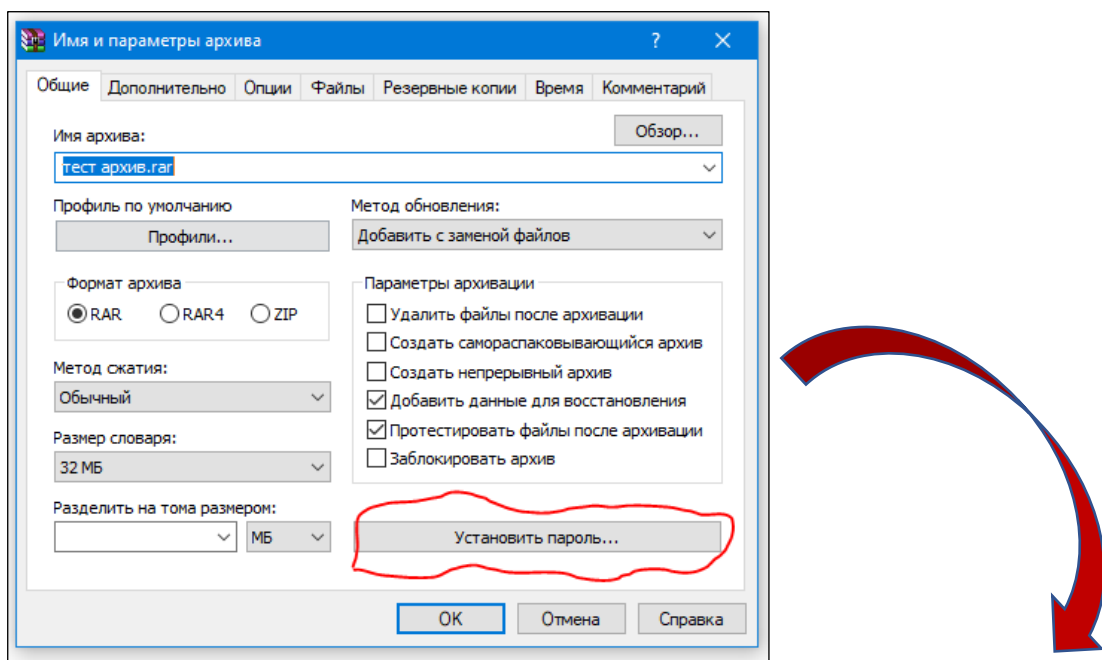 Имя и параметры архива ?
Общие Дополнительно Опции Файлы Резервные копии Время Комментарий
Имя архива: Обзор...
тест архив.rar
Профиль по умолчанию Метод обновления:
Профили... Добавить с заменой файлов
Формат архива Параметры архивации
RAR RAR4 ZIP Удалить файлы после архивации
Создать самораспаковывающийся архив
Метод сжатия: Создать непрерывный архив
Обычный Добавить данные для восстановления
Размер словаря: Протестировать файлы после архивации
32 МБ Заблокировать архив
Разделить на тома размером:
МБ Установить пароль...
ОК Отмена Справка